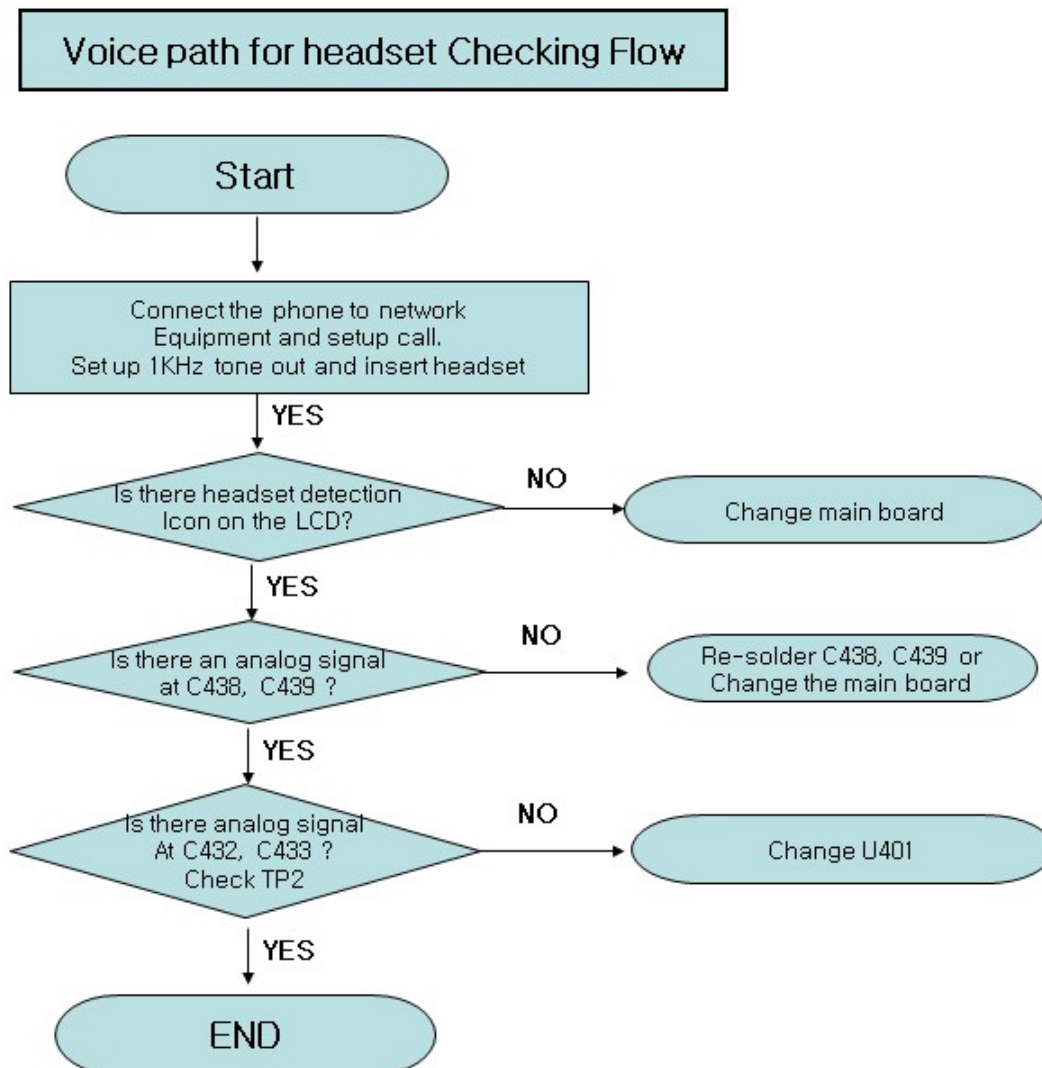 Voice path for headset Checking Flow
Start
Connect the phone to network
Equipment and setup call.
Set up 1KHz tone out and insert headset
YES
Is there headset detection
Icon on the LCD?
NO
Change main board
YES
Is there an analog signal
at C438, C439 ?
NO
Re-solder C438, C439 or
Change the main board
YES
Is there analog signal
At C432, C433 ?
Check TP2
NO
Change U401
YES
END